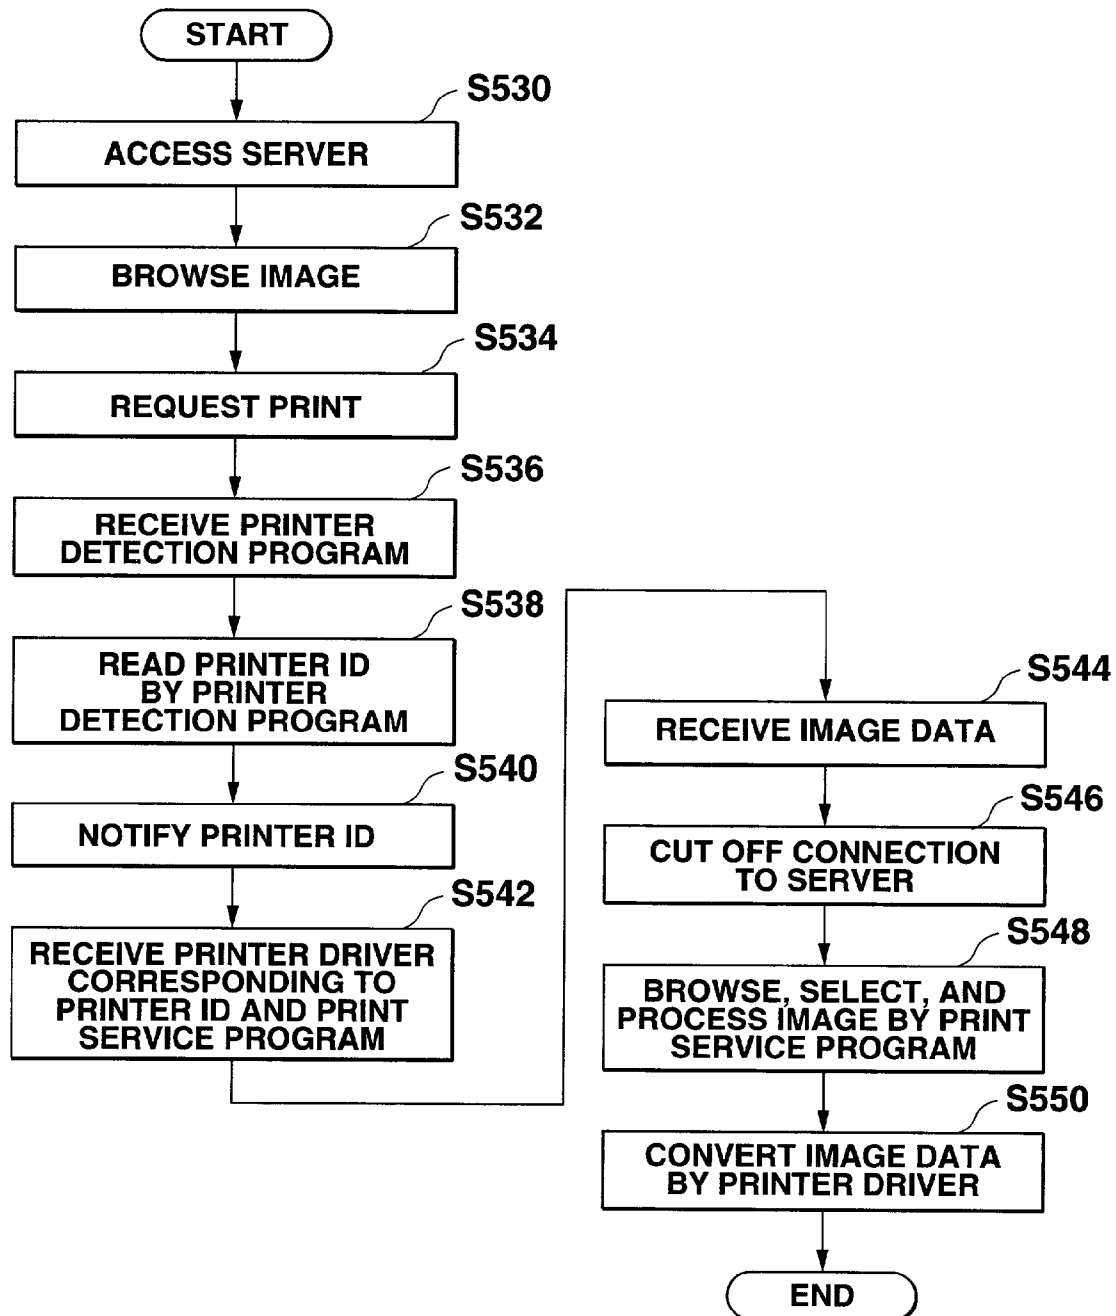 START
S530
ACCESS SERVER
S532
BROWSE IMAGE
S534
REQUEST PRINT
S536
RECEIVE PRINTER
DETECTION PROGRAM
S538
READ PRINTER ID
BY PRINTER
DETECTION PROGRAM
S540
NOTIFY PRINTER ID
S542
RECEIVE PRINTER DRIVER
CORRESPONDING TO
PRINTER ID AND PRINT
SERVICE PROGRAM
S544
RECEIVE IMAGE DATA
S546
CUT OFF CONNECTION
TO SERVER
S548
BROWSE, SELECT, AND
PROCESS IMAGE BY PRINT
SERVICE PROGRAM
S550
CONVERT IMAGE DATA
BY PRINTER DRIVER
END